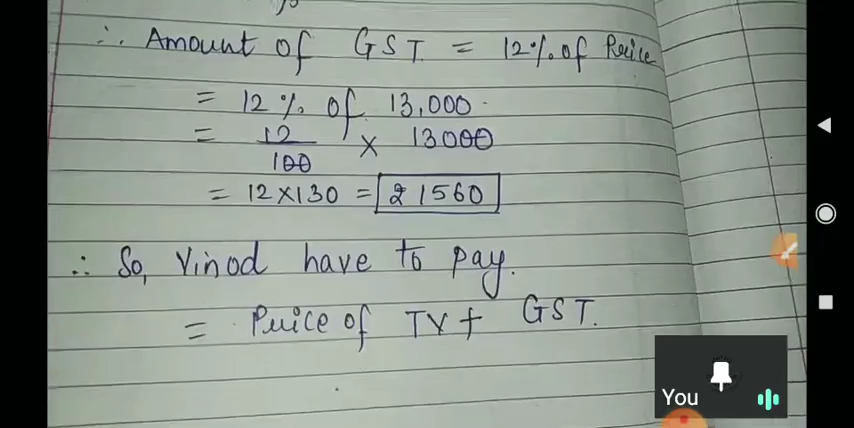 ∴ Amount of GST = 12% of Price
= 12% of 13,000
= 12/100 × 13000
= 12×130 = ₹ 1560
∴ So, Vinod have to pay.
= Price of TV + GST.
You